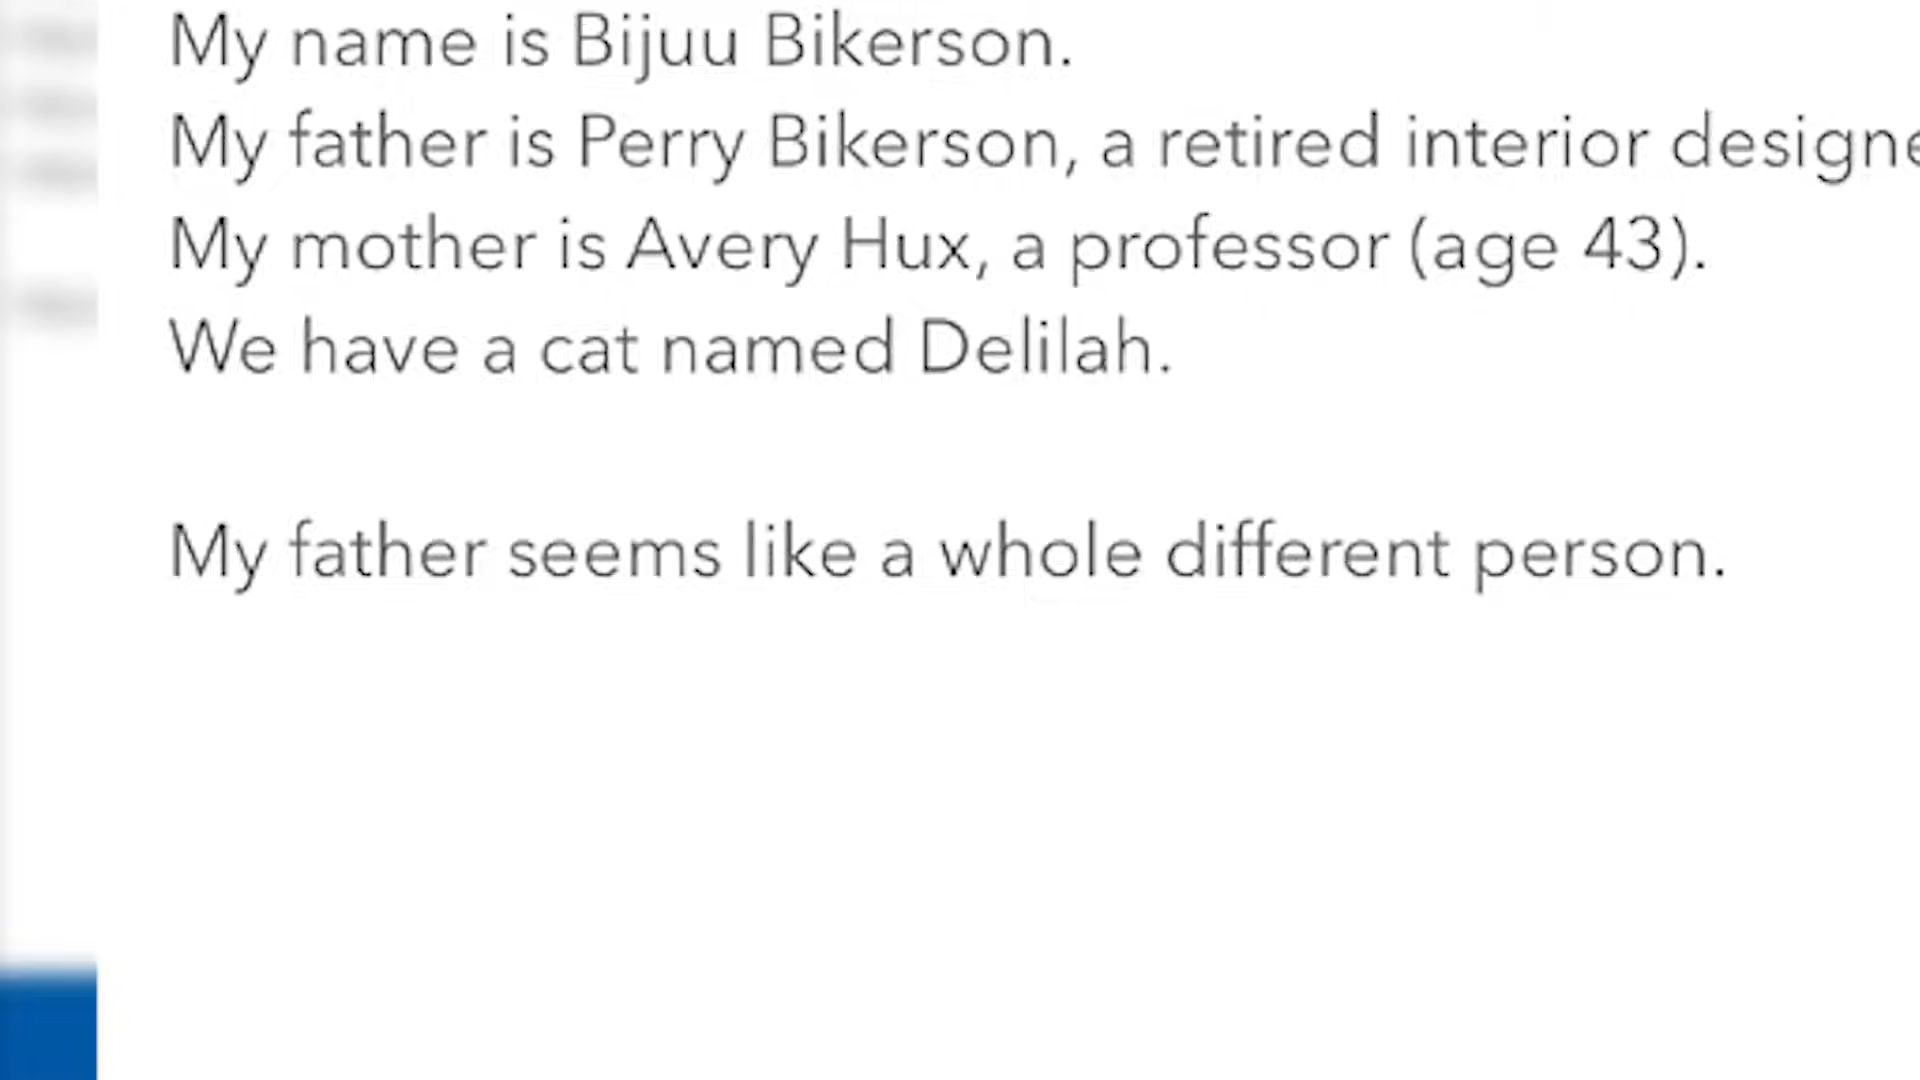 My name is Bijuu Bikerson.
My father is Perry Bikerson, a retired interior designe
My mother is Avery Hux, a professor (age 43).
We have a cat named Delilah.
My father seems like a whole different person.